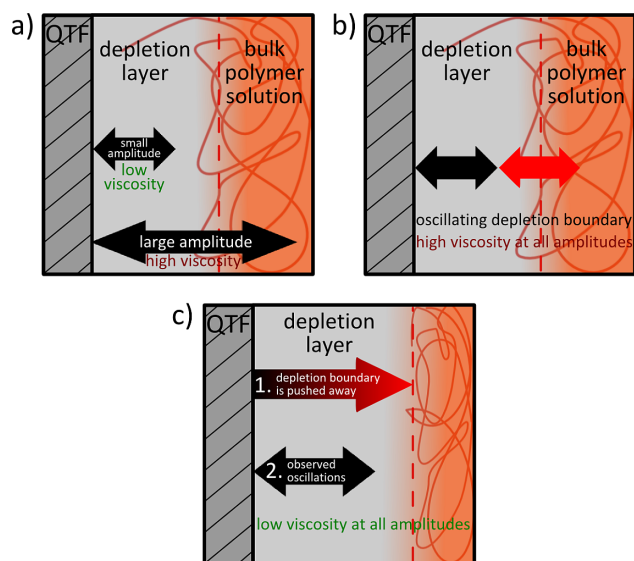 a)
QTF
depletion
layer
bulk
polymer
solution
small
amplitude
low
viscosity
large amplitude
high viscosity
b)
QTF
depletion
layer
bulk
polymer
solution
oscillating depletion boundary
high viscosity at all amplitudes
c)
QTF
depletion
layer
1. depletion boundary
is pushed away
2. observed
oscillations
low viscosity at all amplitudes